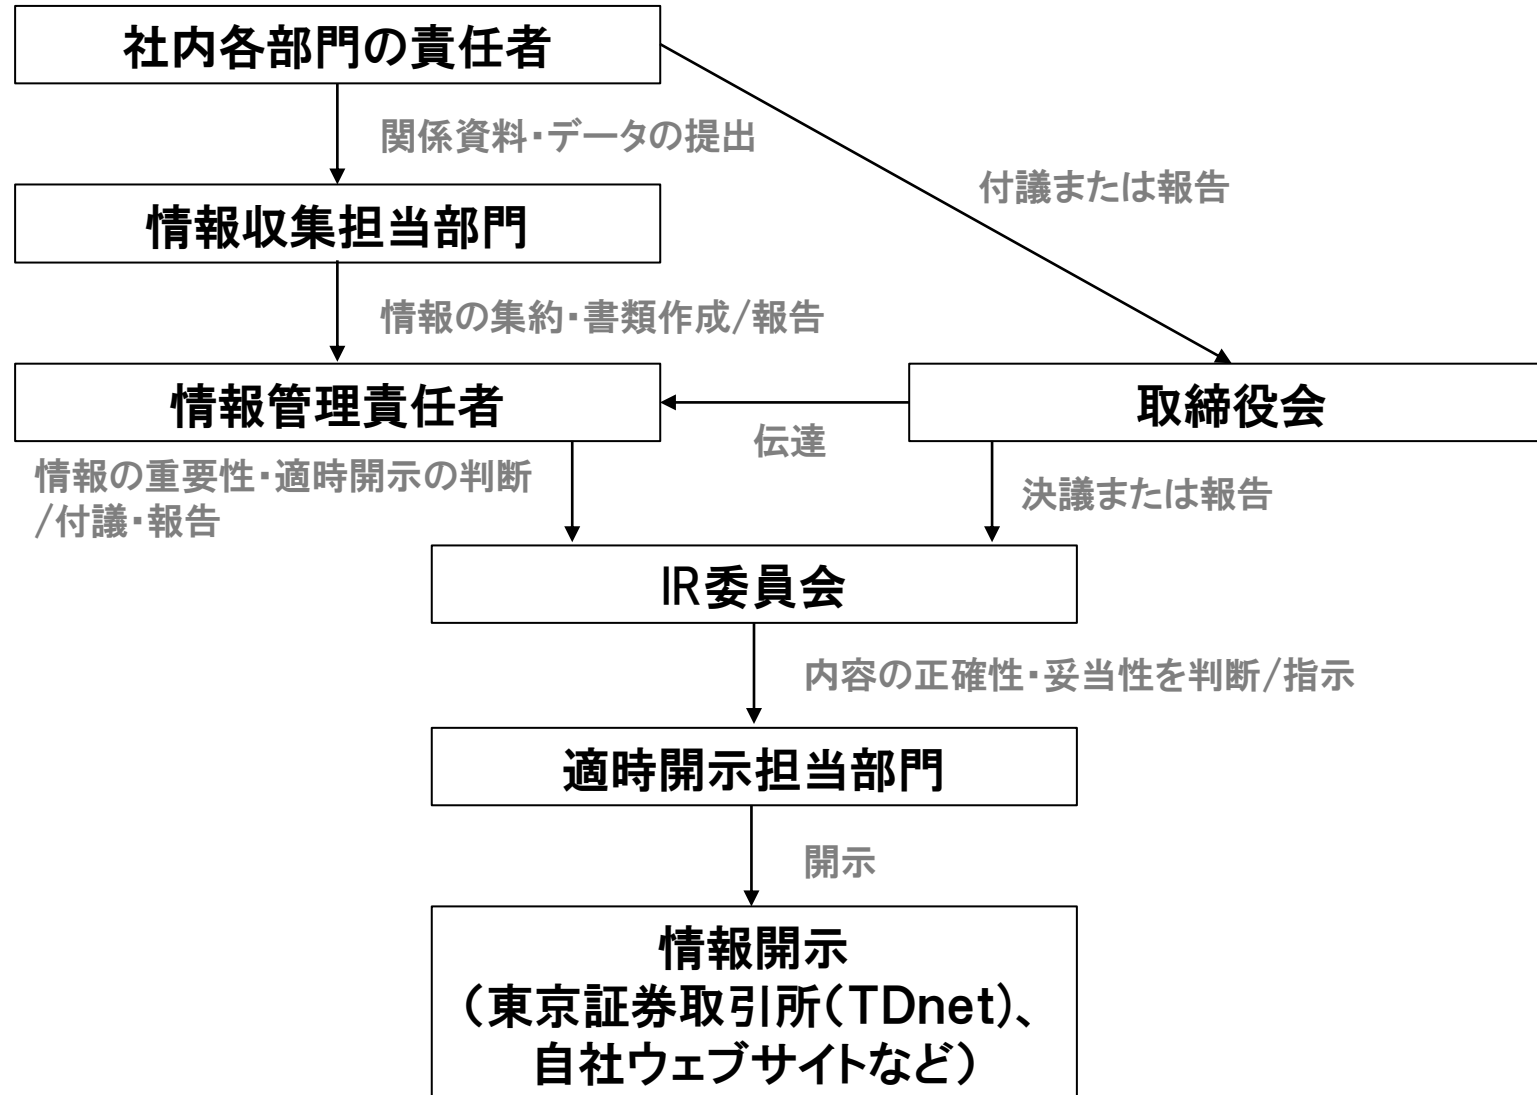 社内各部門の責任者
関係資料・データの提出
付議または報告
情報収集担当部門
情報の集約・書類作成/報告
情報管理責任者
取締役会
伝達
情報の重要性・適時開示の判断
/付議・報告
決議または報告
IR委員会
内容の正確性・妥当性を判断/指示
適時開示担当部門
開示
情報開示
（東京証券取引所（TDnet）、
自社ウェブサイトなど）